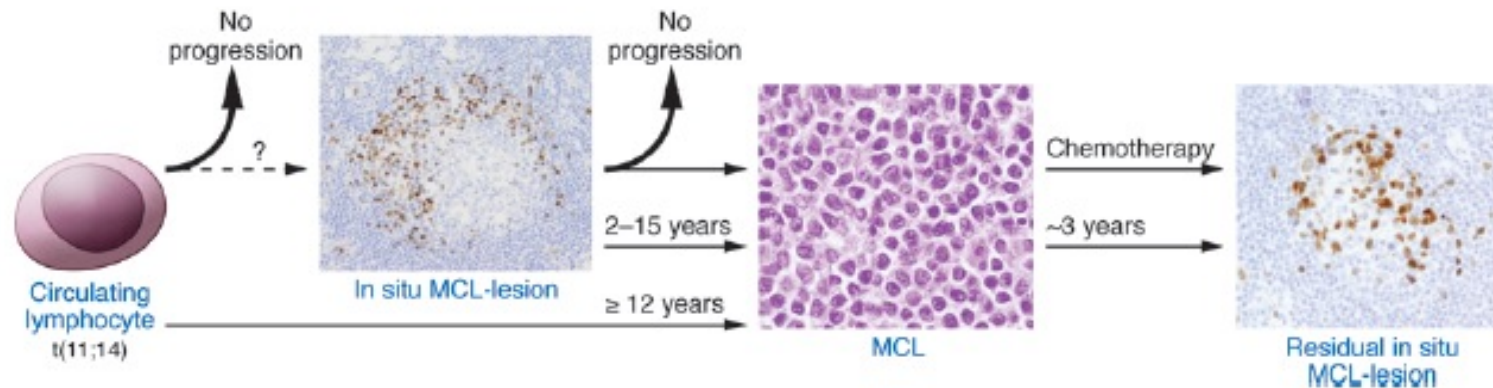 No
progression
No
progression
?
Chemotherapy
2–15 years
~3 years
In situ MCL-lesion
Circulating
lymphocyte
t(11;14)
≥ 12 years
MCL
Residual in situ
MCL-lesion